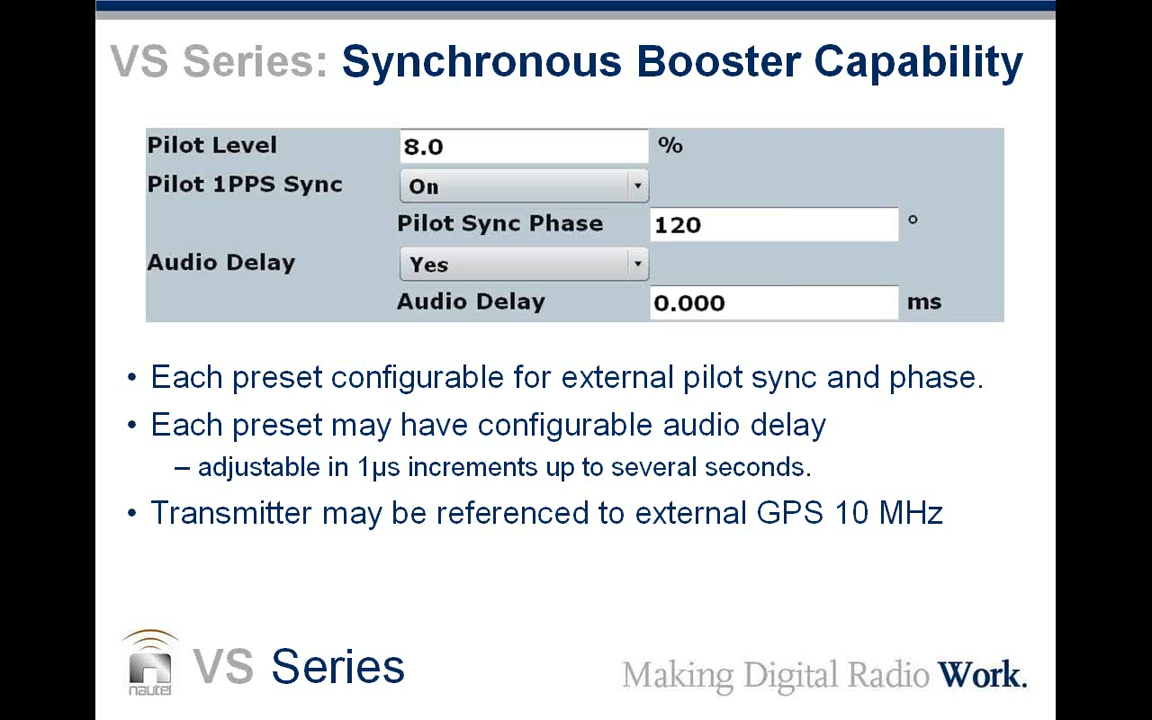 VS Series: Synchronous Booster Capability
Pilot Level 8.0 %
Pilot 1PPS Sync On
Pilot Sync Phase 120 °
Audio Delay Yes
Audio Delay 0.000 ms
• Each preset configurable for external pilot sync and phase.
• Each preset may have configurable audio delay
– adjustable in 1µs increments up to several seconds.
• Transmitter may be referenced to external GPS 10 MHz
nautel VS Series
Making Digital Radio Work.